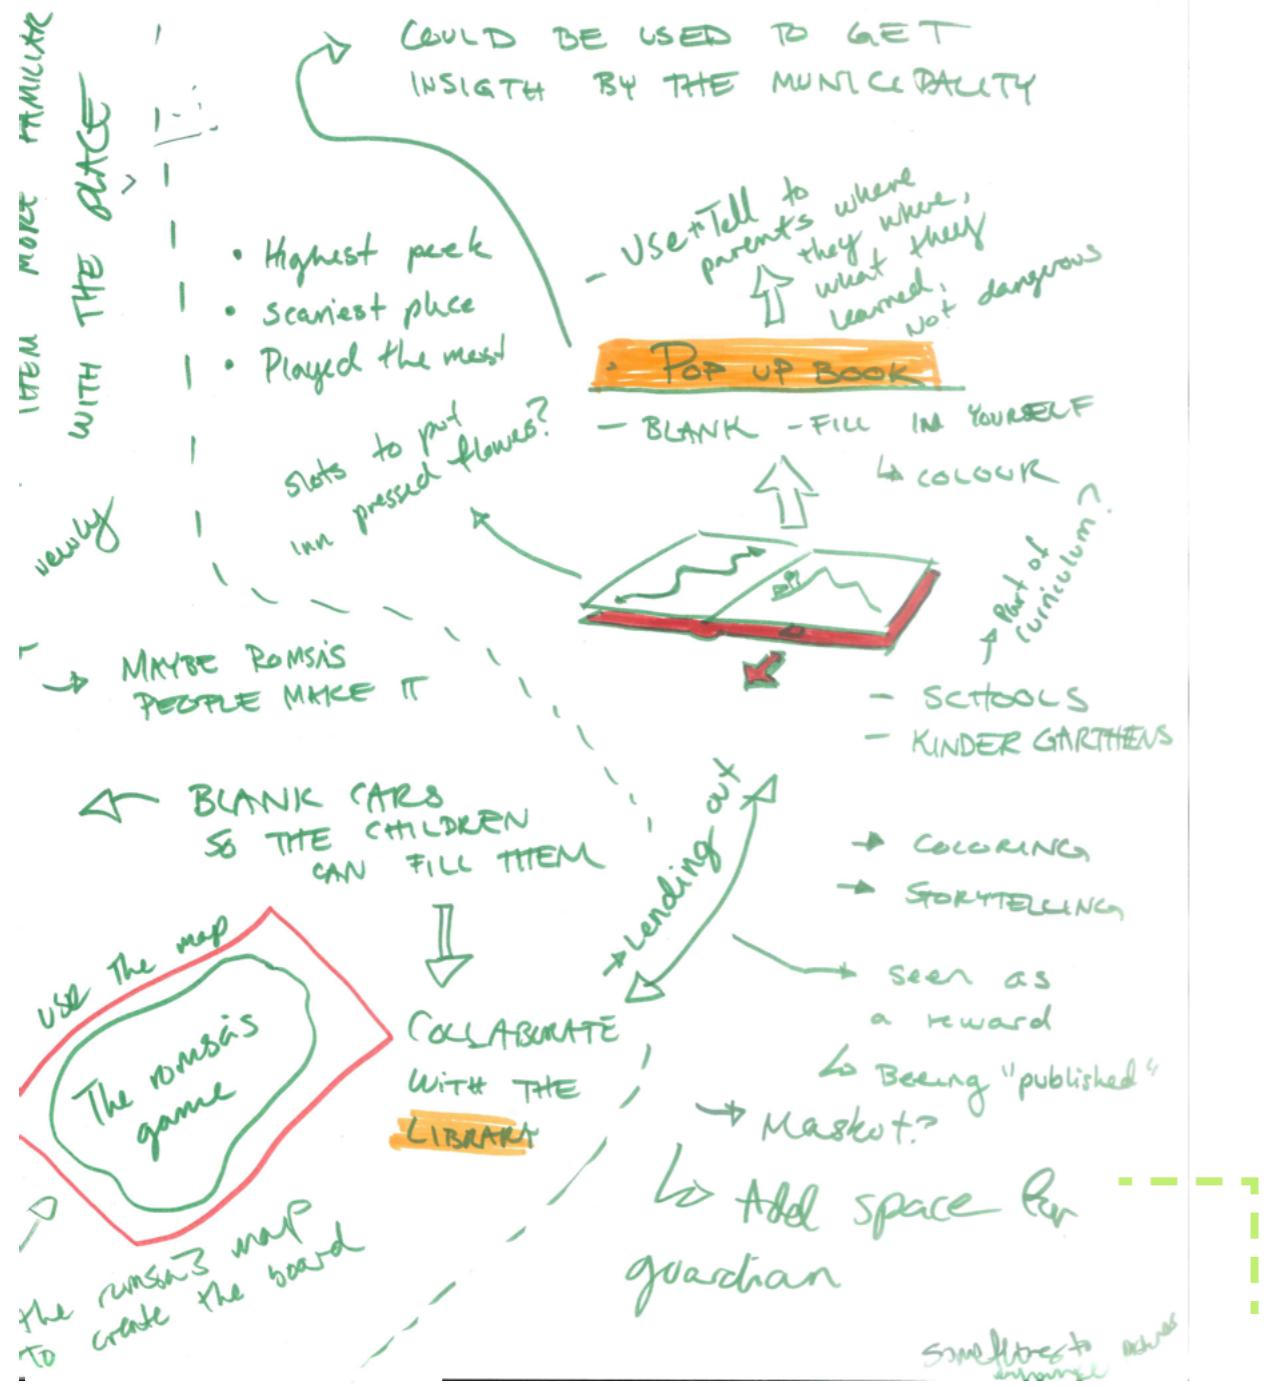 COULD BE USED TO GET
INSIGTH BY THE MUNICIPALITY
THEM MORE FAMILIAR
WITH THE PLACE
- USE + Tell to
parents where
they where,
what they
learned,
Not dangerous
• Highest peek
• Scariest place
• Played the most
• POP UP BOOK
- BLANK - FILL IN YOURSELF
↳ COLOUR
slots to put
inn pressed flowers?
newly
Part of
curriculum?
→ MAYBE ROMSÅS
PEOPLE MAKE IT
- SCHOOLS
- KINDER GARTHENS
BLANK CARS
SO THE CHILDREN
CAN FILL THEM
→ Lending out
→ COLORING
→ STORYTELLING
use the map
The romsås
game
seen as
a reward
↳ Beeing "published"
COLLABORATE
WITH THE
LIBRARY
→ Maskot?
↳ Add space for
guardian
the romsås map
to create the board